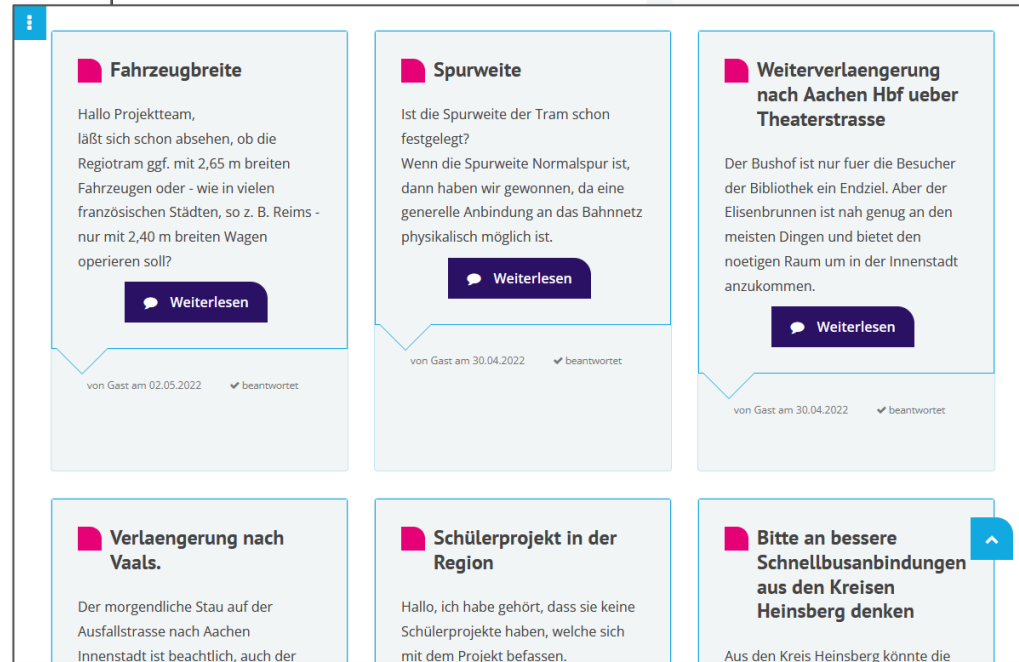 Fahrzeugbreite
Hallo Projektteam,
läßt sich schon absehen, ob die
Regiotram ggf. mit 2,65 m breiten
Fahrzeugen oder - wie in vielen
französischen Städten, so z. B. Reims -
nur mit 2,40 m breiten Wagen
operieren soll?
Weiterlesen
von Gast am 02.05.2022 beantwortet
Spurweite
Ist die Spurweite der Tram schon
festgelegt?
Wenn die Spurweite Normalspur ist,
dann haben wir gewonnen, da eine
generelle Anbindung an das Bahnnetz
physikalisch möglich ist.
Weiterlesen
von Gast am 30.04.2022 beantwortet
Weiterverlaengerung
nach Aachen Hbf ueber
Theaterstrasse
Der Bushof ist nur fuer die Besucher
der Bibliothek ein Endziel. Aber der
Elisenbrunnen ist nah genug an den
meisten Dingen und bietet den
noetigen Raum um in der Innenstadt
anzukommen.
Weiterlesen
von Gast am 30.04.2022 beantwortet
Verlaengerung nach
Vaals.
Der morgendliche Stau auf der
Ausfallstrasse nach Aachen
Innenstadt ist beachtlich, auch der
Schülerprojekt in der
Region
Hallo, ich habe gehört, dass sie keine
Schülerprojekte haben, welche sich
mit dem Projekt befassen.
Bitte an bessere
Schnellbusanbindungen
aus den Kreisen
Heinsberg denken
Aus den Kreis Heinsberg könnte die